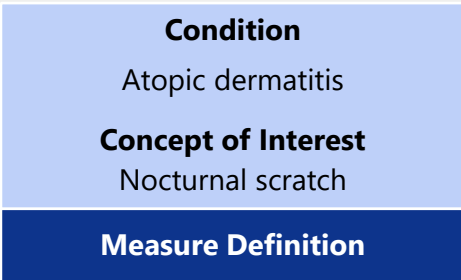 Condition
Atopic dermatitis
Concept of Interest
Nocturnal scratch
Measure Definition